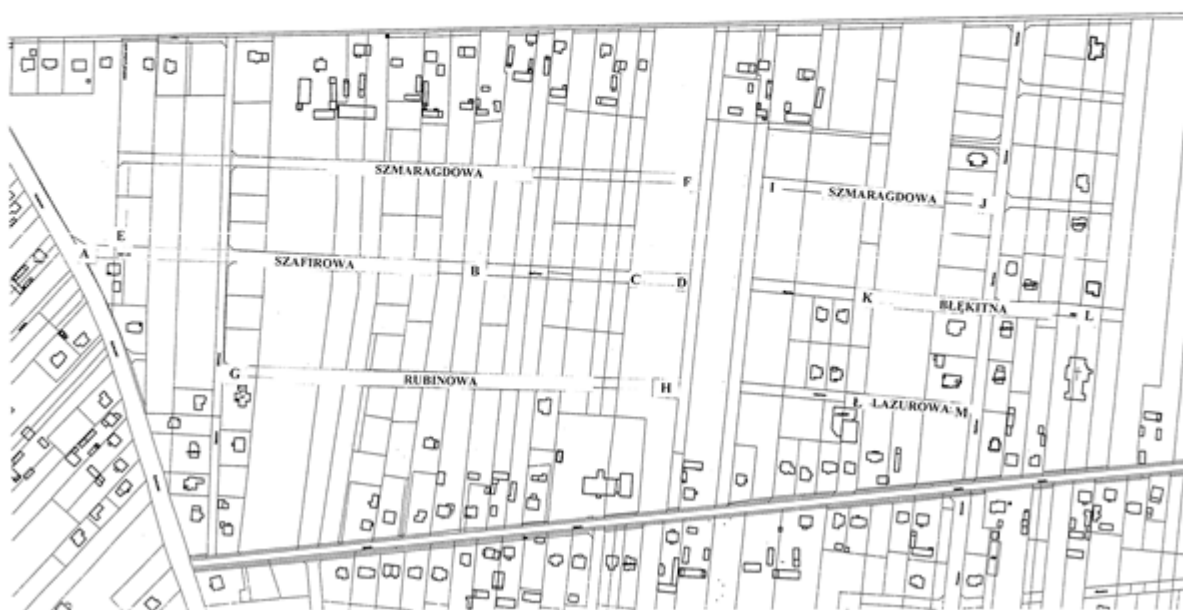 SZMARAGDOWA
F
I
SZMARAGDOWA
J
E
A
SZAFIROWA
B
C
D
K
BŁĘKITNA
L
G
RUBINOWA
H
Ł LAZUROWA M